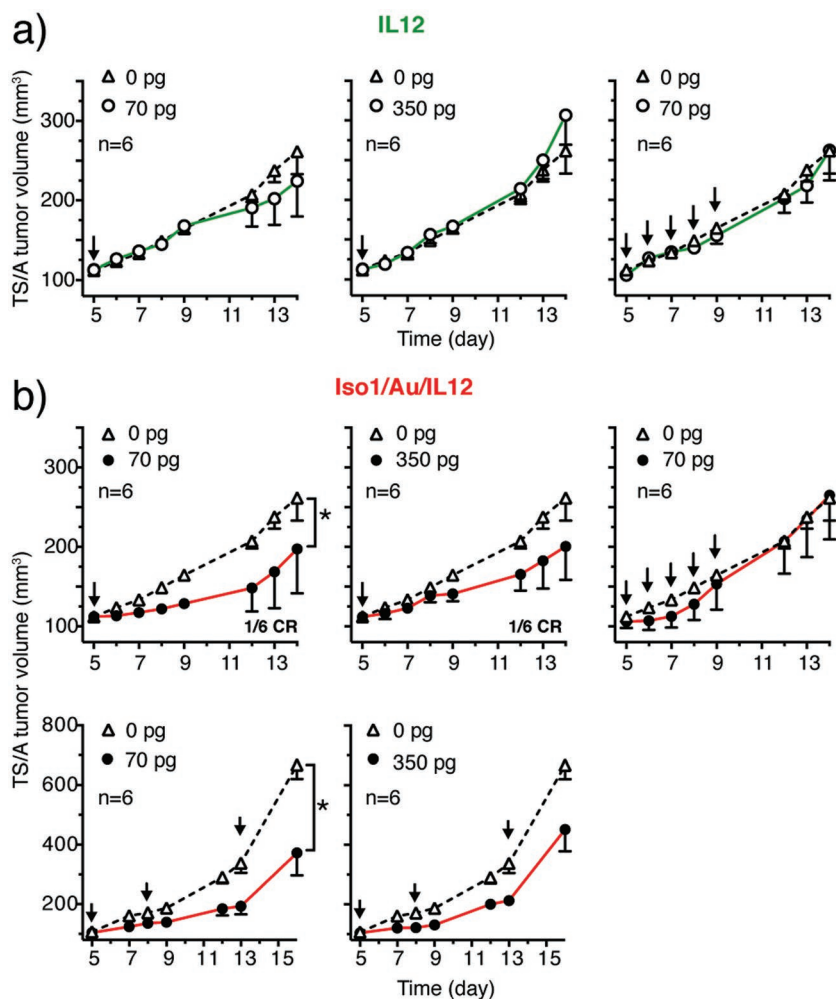 a)
IL12
0 pg
70 pg
n=6
0 pg
350 pg
n=6
0 pg
70 pg
n=6
TS/A tumor volume (mm³)
300
200
100
5 7 9 11 13
5 7 9 11 13
5 7 9 11 13
Time (day)
b)
Iso1/Au/IL12
0 pg
70 pg
n=6
*
1/6 CR
0 pg
350 pg
n=6
1/6 CR
0 pg
70 pg
n=6
300
200
100
5 7 9 11 13
5 7 9 11 13
5 7 9 11 13
TS/A tumor volume (mm³)
0 pg
70 pg
n=6
*
0 pg
350 pg
n=6
800
600
400
200
5 7 9 11 13 15
5 7 9 11 13 15
Time (day)